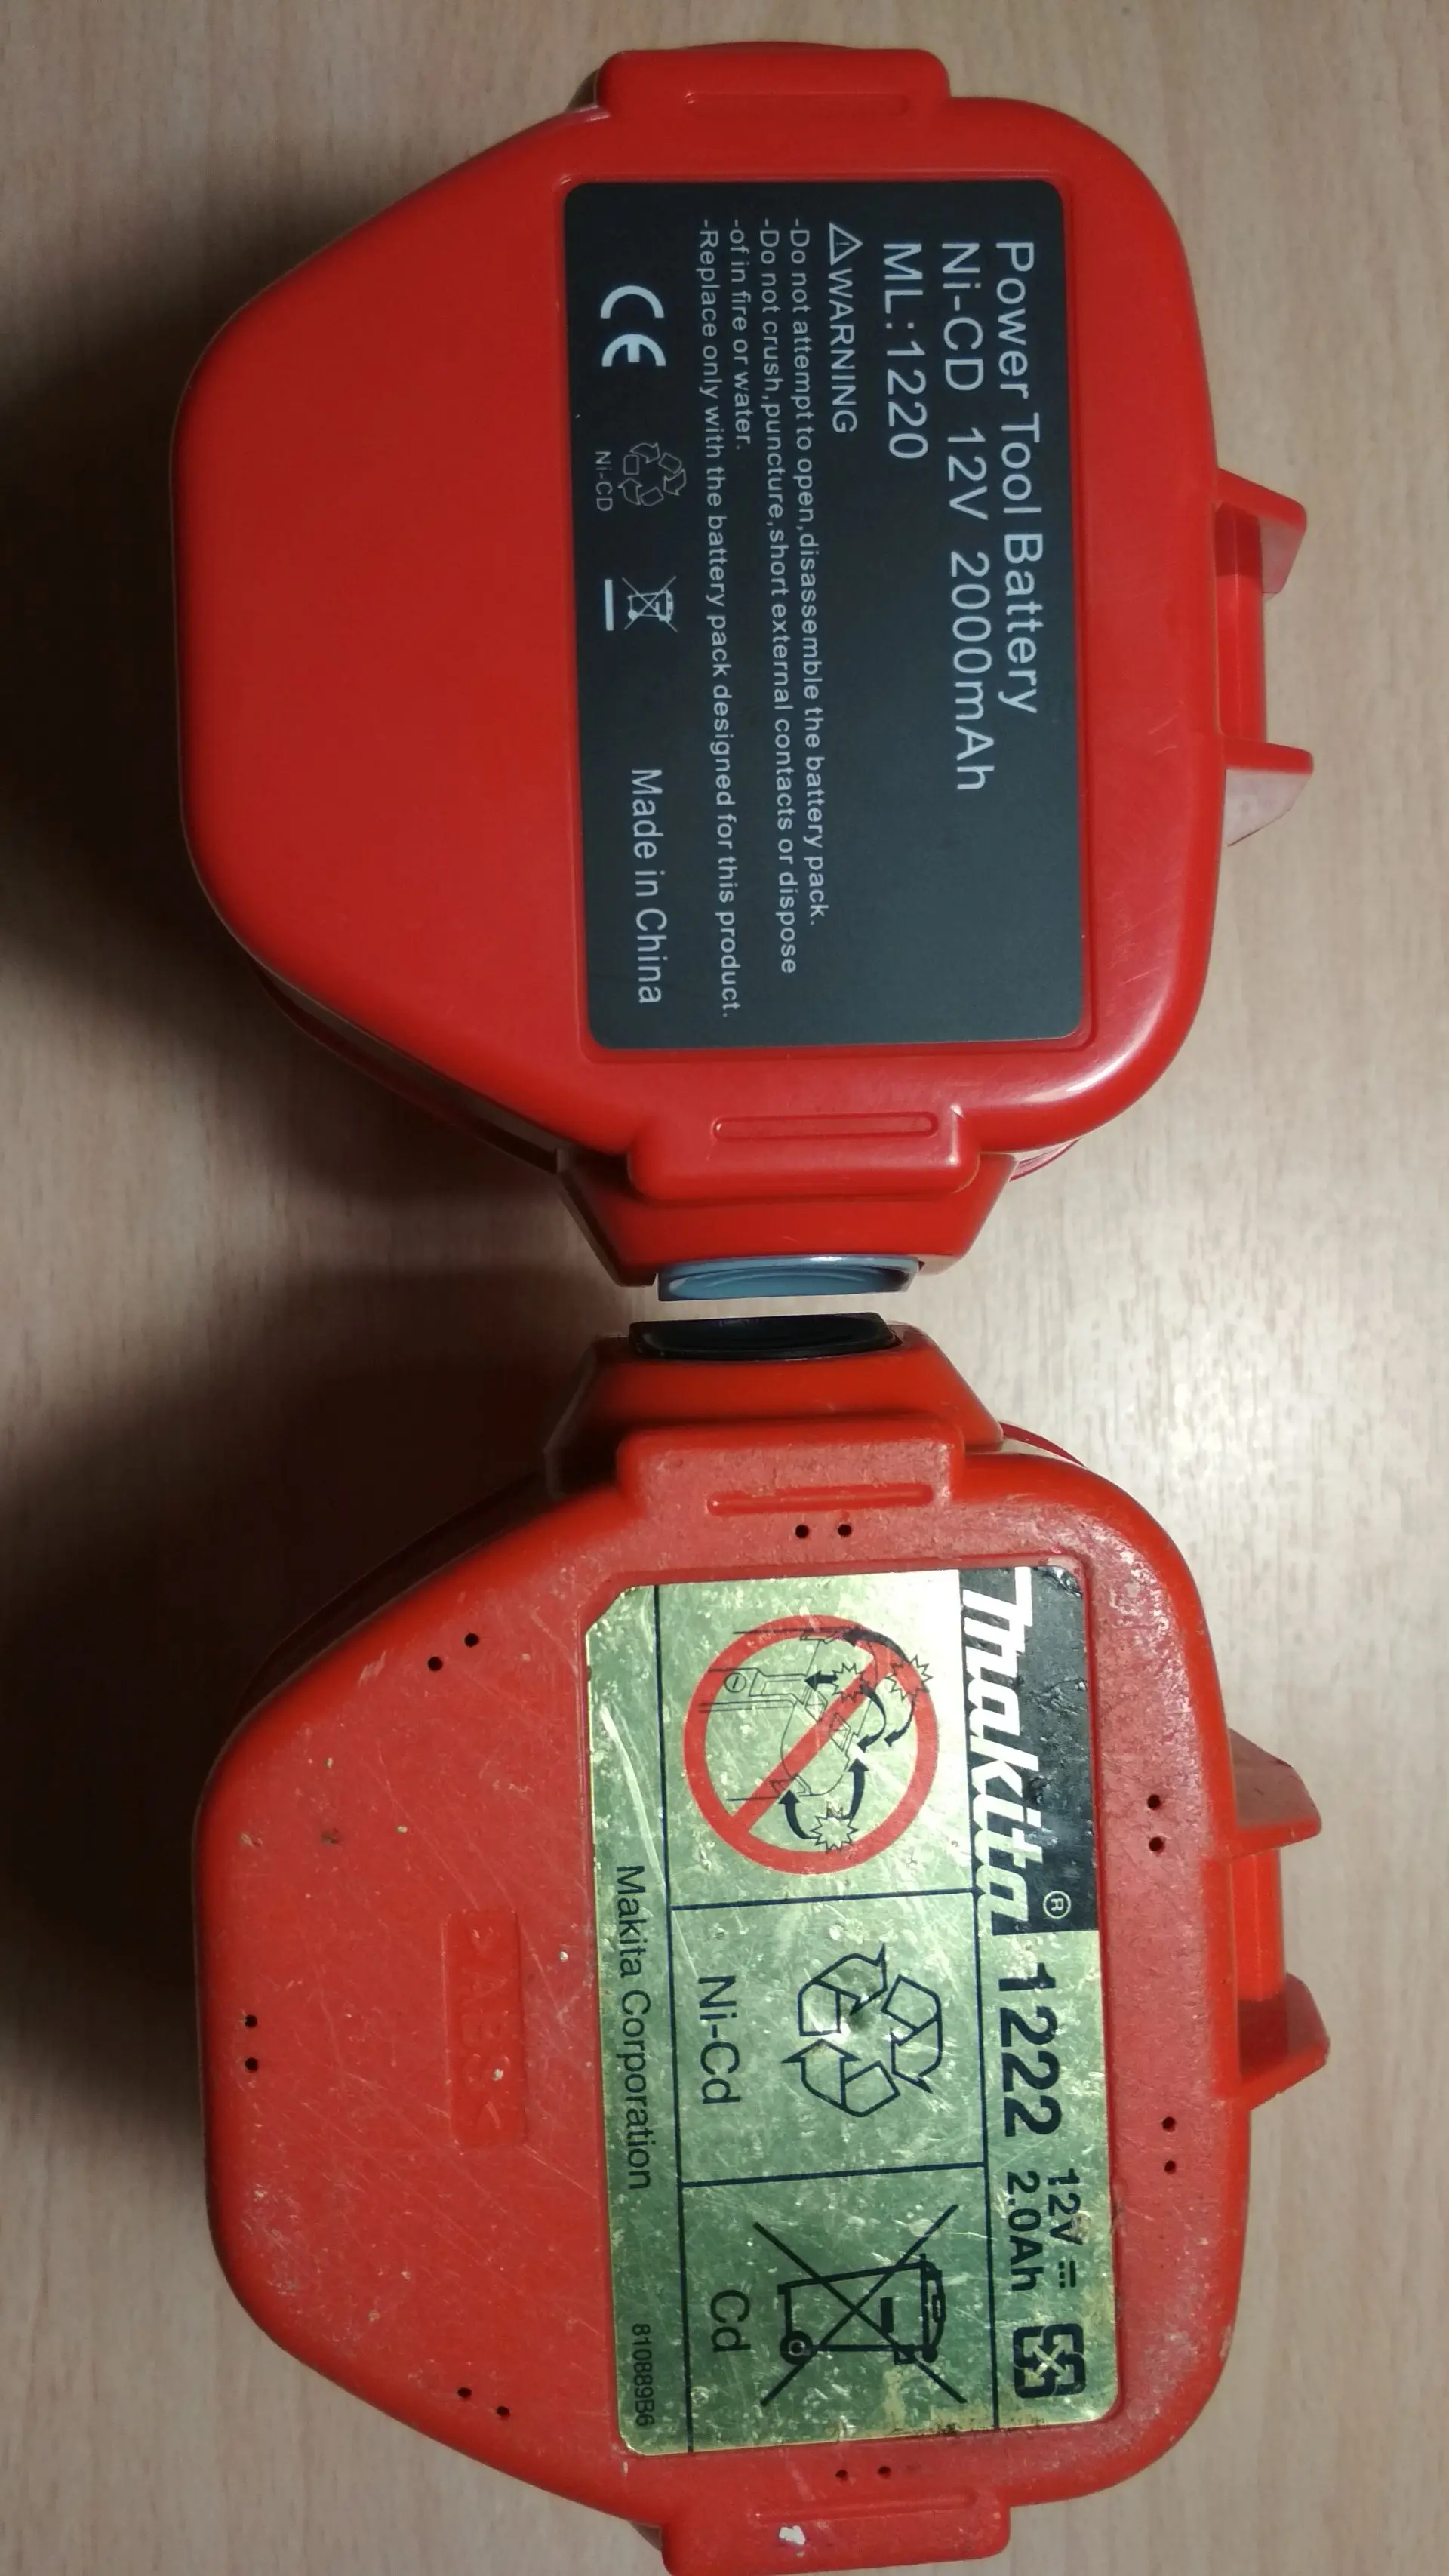 Power Tool Battery
Ni-CD 12V 2000mAh
ML:1220
WARNING
-Do not attempt to open,disassemble the battery pack.
-Do not crush,puncture,short external contacts or dispose
-of in fire or water.
-Replace only with the battery pack designed for this product.
CE
Ni-CD
Made in China
makita® 1222 12V 2.0Ah
Ni-Cd
Cd
Makita Corporation
810889B6
>ABS<